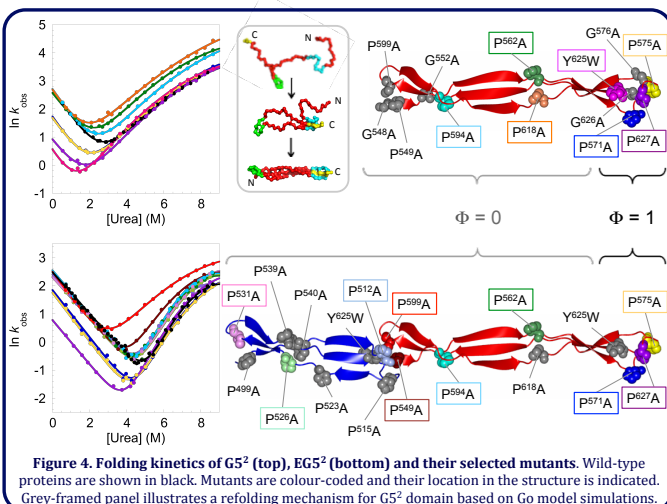 5
4
3
2
1
0
-1
ln kobs
0 2 4 6 8
[Urea] (M)
C
N
N
C
N
C
P599A
G552A
P562A
G576A
P575A
Y625W
G548A
P549A
P594A
P618A
G626A
P571A
P627A
Φ = 0
Φ = 1
3
2
1
0
-1
-2
ln kobs
0 2 4 6 8
[Urea] (M)
P539A
P540A
P531A
P512A
P599A
P562A
P575A
Y625W
Y625W
P499A
P526A
P523A
P515A
P549A
P594A
P618A
P571A
P627A
Figure 4. Folding kinetics of G5² (top), EG5² (bottom) and their selected mutants. Wild-type
proteins are shown in black. Mutants are colour-coded and their location in the structure is indicated.
Grey-framed panel illustrates a refolding mechanism for G5² domain based on Go model simulations.